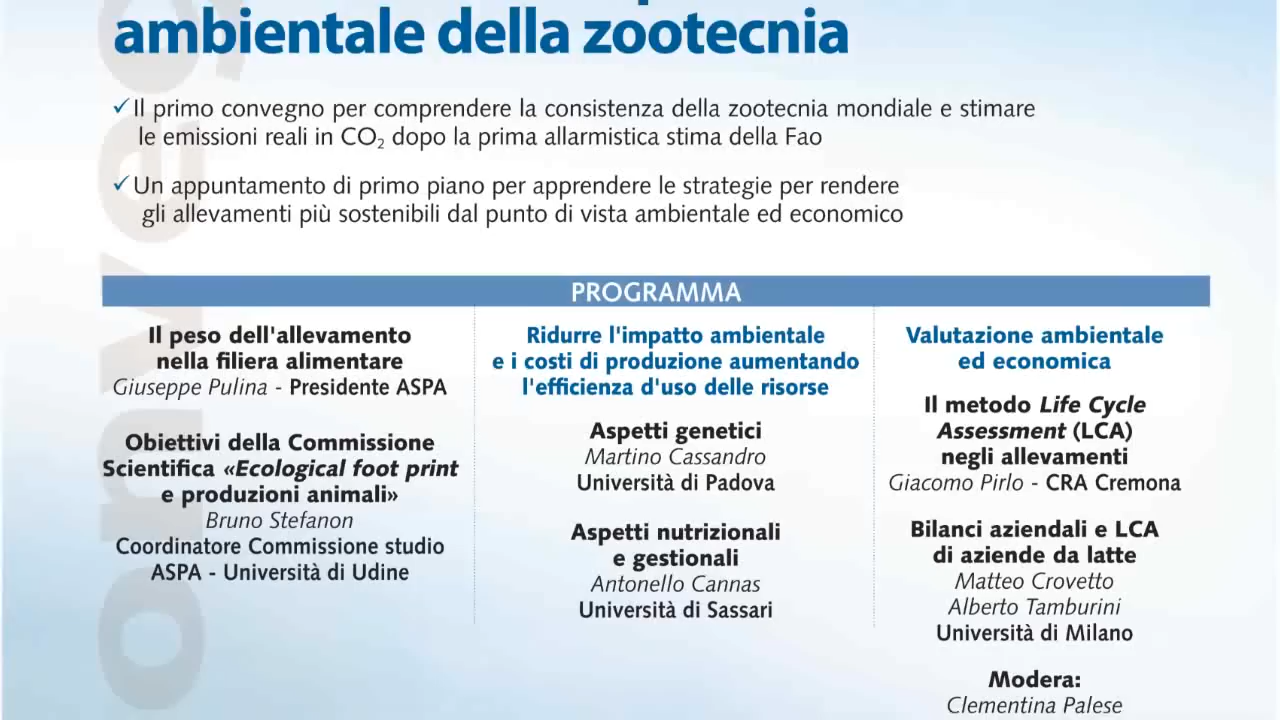 ambientale della zootecnia
✓ Il primo convegno per comprendere la consistenza della zootecnia mondiale e stimare
le emissioni reali in CO₂ dopo la prima allarmistica stima della Fao
✓ Un appuntamento di primo piano per apprendere le strategie per rendere
gli allevamenti più sostenibili dal punto di vista ambientale ed economico
PROGRAMMA
Il peso dell'allevamento
nella filiera alimentare
Giuseppe Pulina - Presidente ASPA
Obiettivi della Commissione
Scientifica «Ecological foot print
e produzioni animali»
Bruno Stefanon
Coordinatore Commissione studio
ASPA - Università di Udine
Ridurre l'impatto ambientale
e i costi di produzione aumentando
l'efficienza d'uso delle risorse
Aspetti genetici
Martino Cassandro
Università di Padova
Aspetti nutrizionali
e gestionali
Antonello Cannas
Università di Sassari
Valutazione ambientale
ed economica
Il metodo Life Cycle
Assessment (LCA)
negli allevamenti
Giacomo Pirlo - CRA Cremona
Bilanci aziendali e LCA
di aziende da latte
Matteo Crovetto
Alberto Tamburini
Università di Milano
Modera:
Clementina Palese